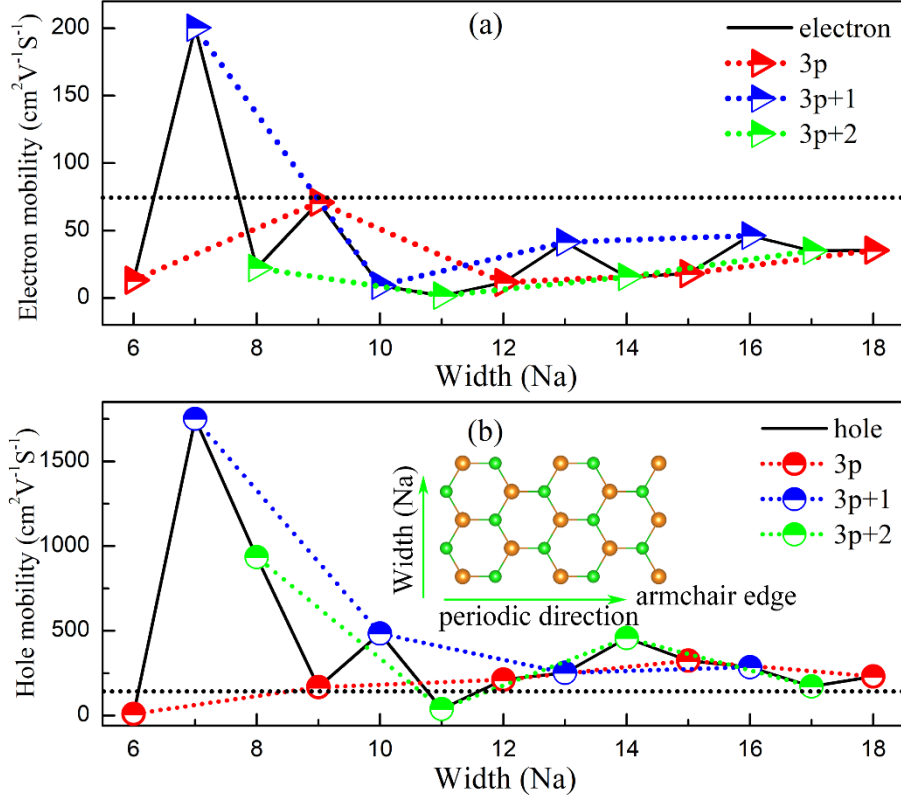 (a)
electron
3p
3p+1
3p+2
Electron mobility (cm²V⁻¹S⁻¹)
200
150
100
50
0
6 8 10 12 14 16 18
Width (Na)
(b)
hole
3p
3p+1
3p+2
Hole mobility (cm²V⁻¹S⁻¹)
1500
1000
500
0
Width (Na)
armchair edge
periodic direction
6 8 10 12 14 16 18
Width (Na)